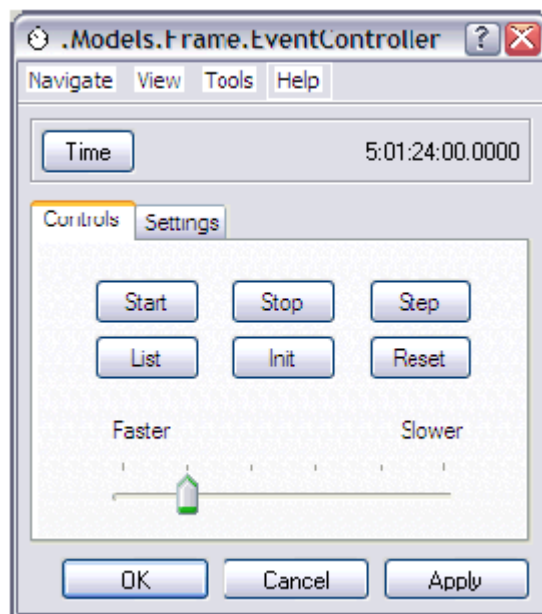 .Models.Frame.EventController
Navigate View Tools Help
Time 5:01:24:00.0000
Controls Settings
Start Stop Step
List Init Reset
Faster Slower
OK Cancel Apply